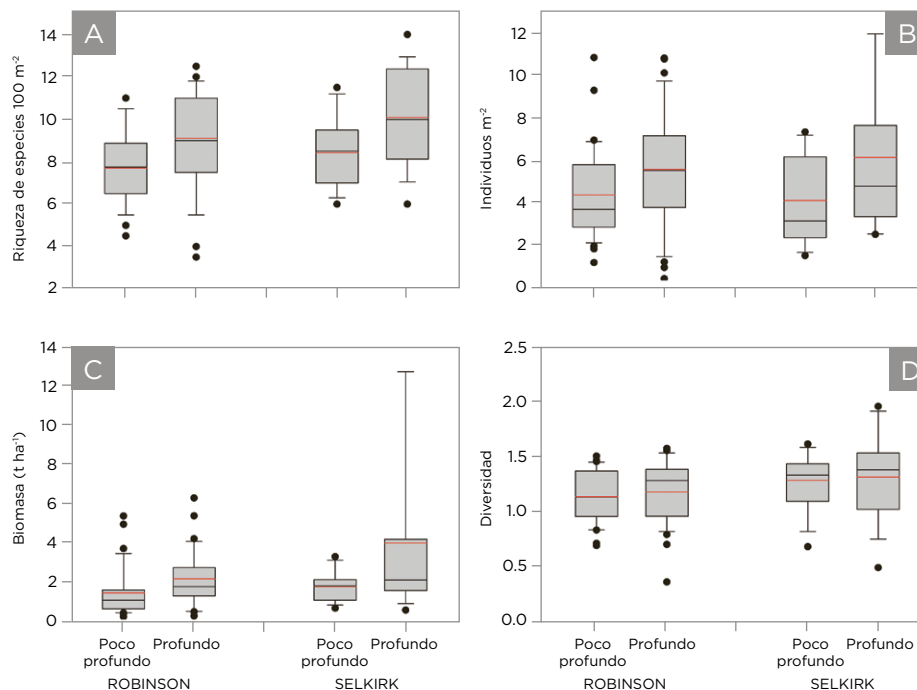 A
Riqueza de especies 100 m⁻²
14
12
10
8
6
4
2
B
Individuos m⁻²
12
10
8
6
4
2
0
C
Biomasa (t ha⁻¹)
14
12
10
8
6
4
2
0
Poco profundo
Profundo
Poco profundo
Profundo
ROBINSON
SELKIRK
D
Diversidad
2.5
2.0
1.5
1.0
0.5
0.0
Poco profundo
Profundo
Poco profundo
Profundo
ROBINSON
SELKIRK